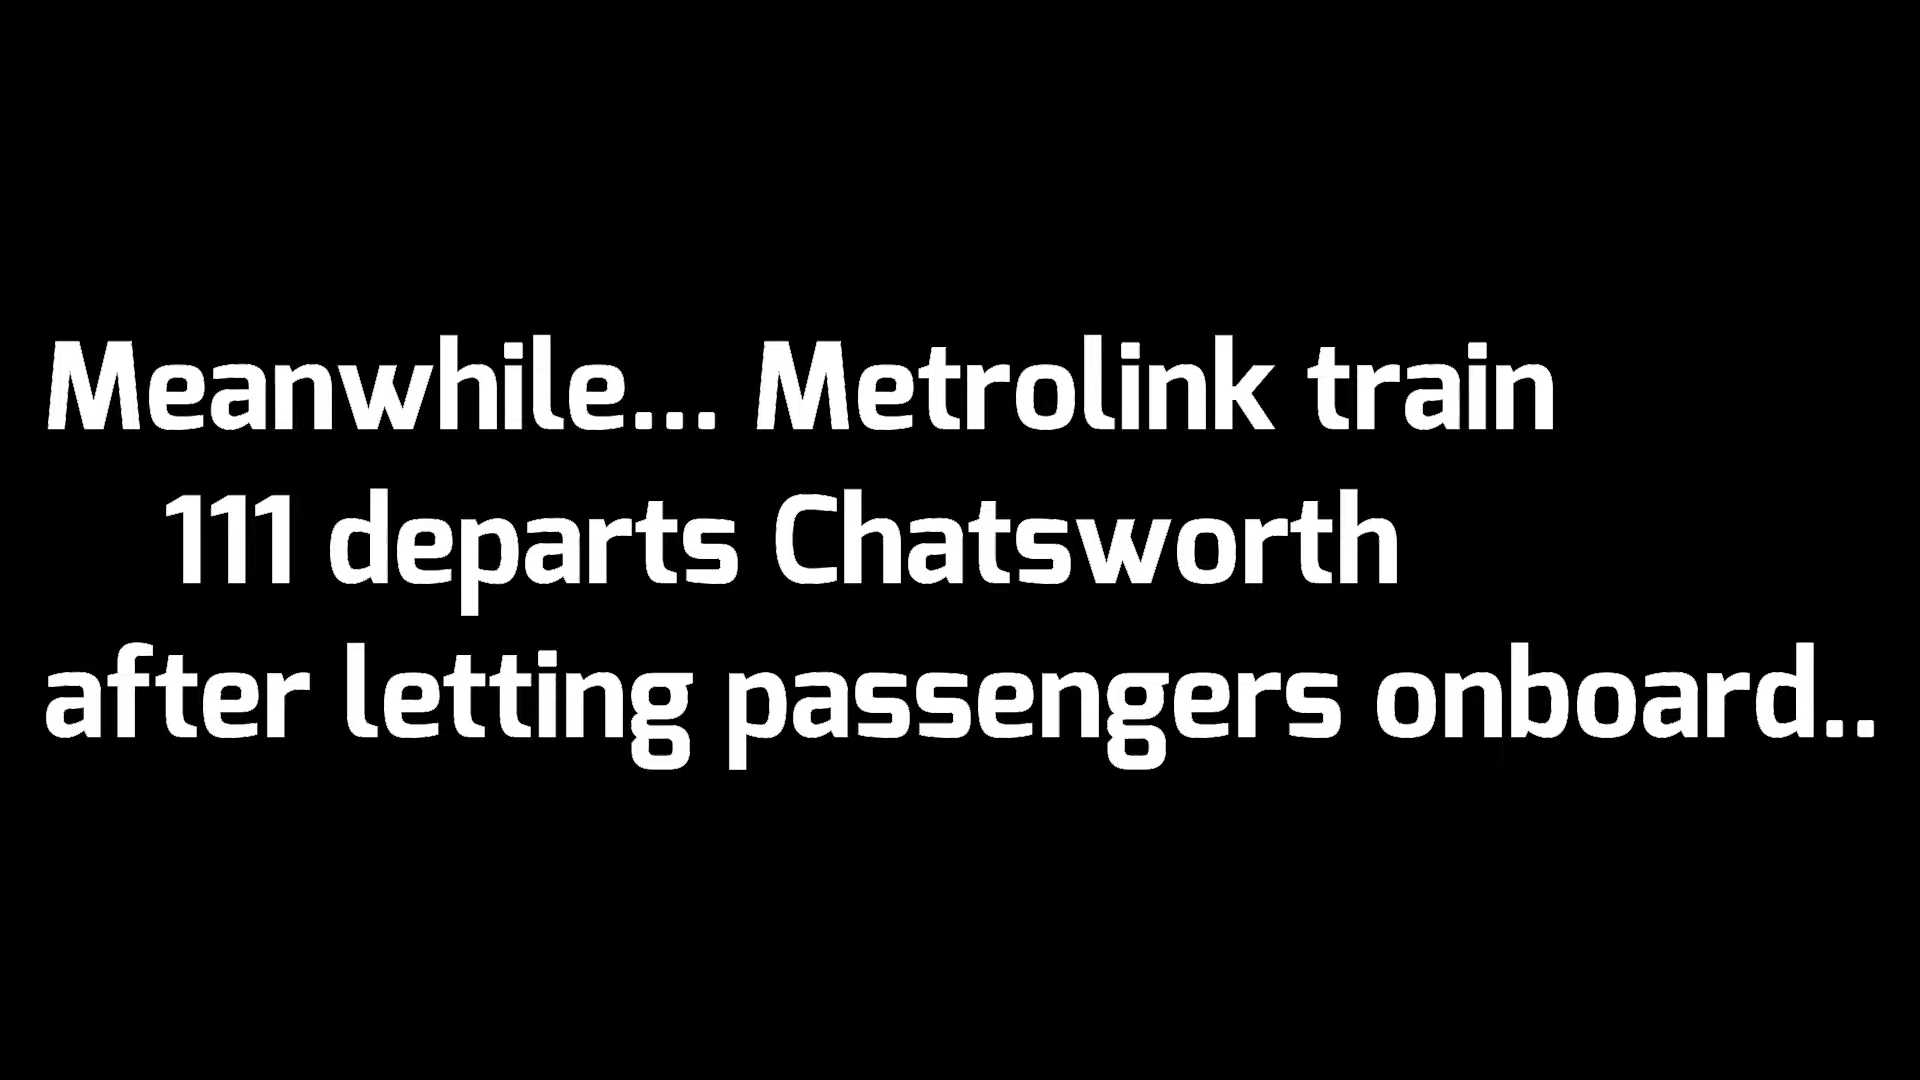 Meanwhile... Metrolink train
111 departs Chatsworth
after letting passengers onboard..